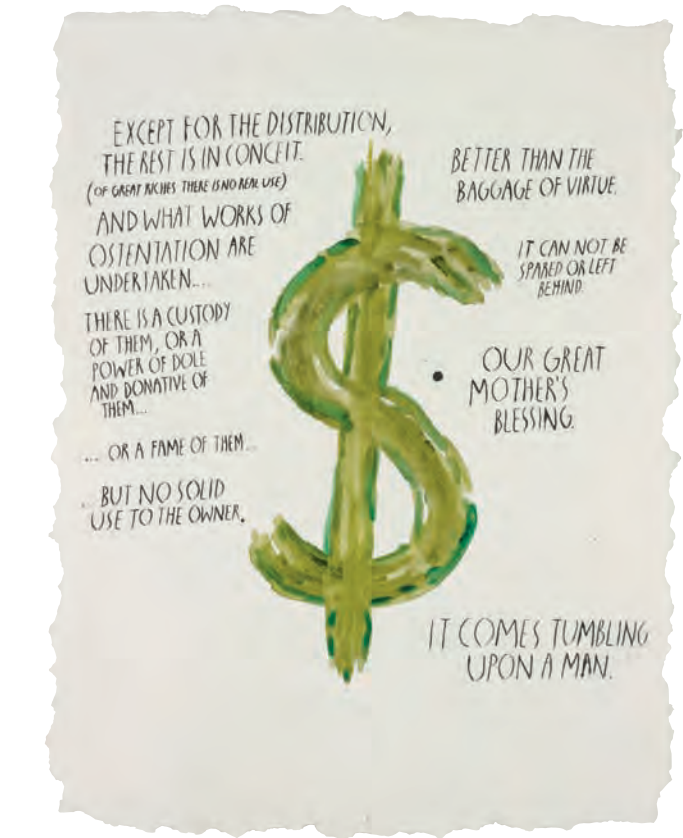 EXCEPT FOR THE DISTRIBUTION,
THE REST IS IN CONCEIT.
(OF GREAT RICHES THERE IS NO REAL USE)
AND WHAT WORKS OF
OSTENTATION ARE
UNDERTAKEN....
THERE IS A CUSTODY
OF THEM, OR A
POWER OF DOLE
AND DONATIVE OF
THEM...
... OR A FAME OF THEM...
. BUT NO SOLID
USE TO THE OWNER.
$
BETTER THAN THE
BAGGAGE OF VIRTUE.
IT CAN NOT BE
SPARED OR LEFT
BEHIND.
OUR GREAT
MOTHER'S
BLESSING.
IT COMES TUMBLING
UPON A MAN.